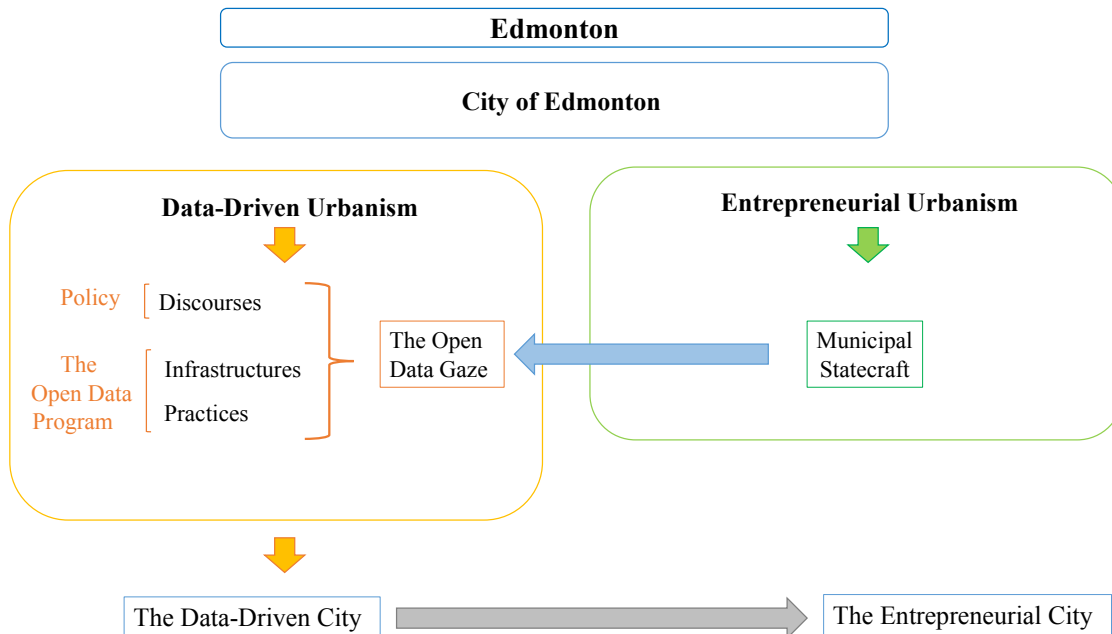 Edmonton
City of Edmonton
Data-Driven Urbanism
Policy
Discourses
The
Open Data
Program
Infrastructures
Practices
The Open
Data Gaze
Entrepreneurial Urbanism
Municipal
Statecraft
The Data-Driven City
The Entrepreneurial City